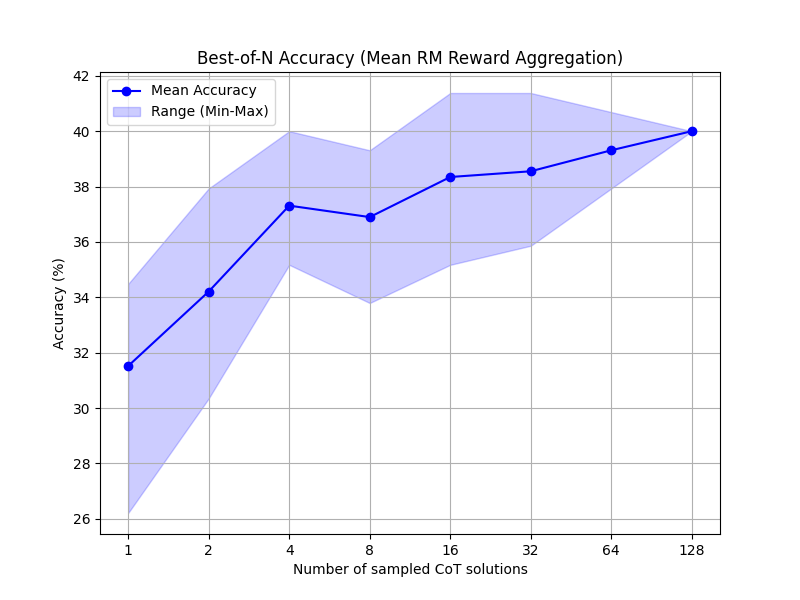 Best-of-N Accuracy (Mean RM Reward Aggregation)
Mean Accuracy
Range (Min-Max)
Accuracy (%)
42
40
38
36
34
32
30
28
26
1 2 4 8 16 32 64 128
Number of sampled CoT solutions